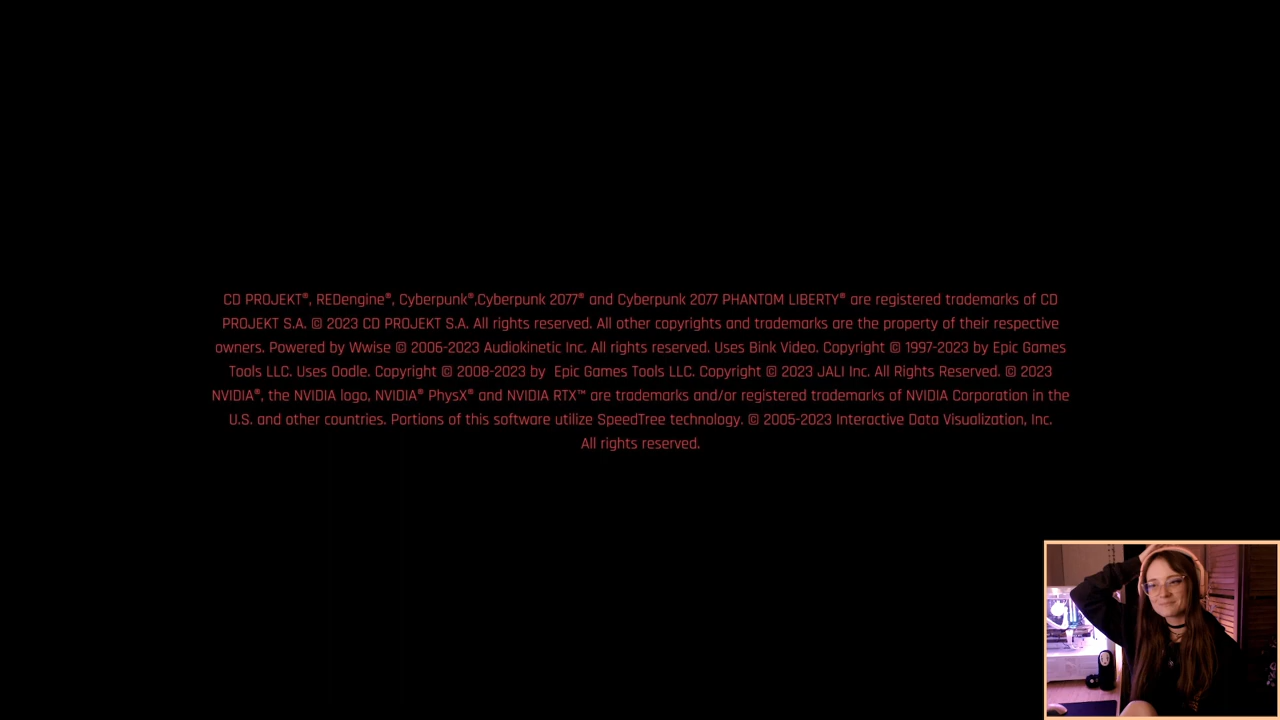 CD PROJEKT®, REDengine®, Cyberpunk®,Cyberpunk 2077® and Cyberpunk 2077 PHANTOM LIBERTY® are registered trademarks of CD
PROJEKT S.A. © 2023 CD PROJEKT S.A. All rights reserved. All other copyrights and trademarks are the property of their respective
owners. Powered by Wwise © 2006-2023 Audiokinetic Inc. All rights reserved. Uses Bink Video. Copyright © 1997-2023 by Epic Games
Tools LLC. Uses Oodle. Copyright © 2008-2023 by  Epic Games Tools LLC. Copyright © 2023 JALI Inc. All Rights Reserved. © 2023
NVIDIA®, the NVIDIA logo, NVIDIA® PhysX® and NVIDIA RTX™ are trademarks and/or registered trademarks of NVIDIA Corporation in the
U.S. and other countries. Portions of this software utilize SpeedTree technology. © 2005-2023 Interactive Data Visualization, Inc.
All rights reserved.